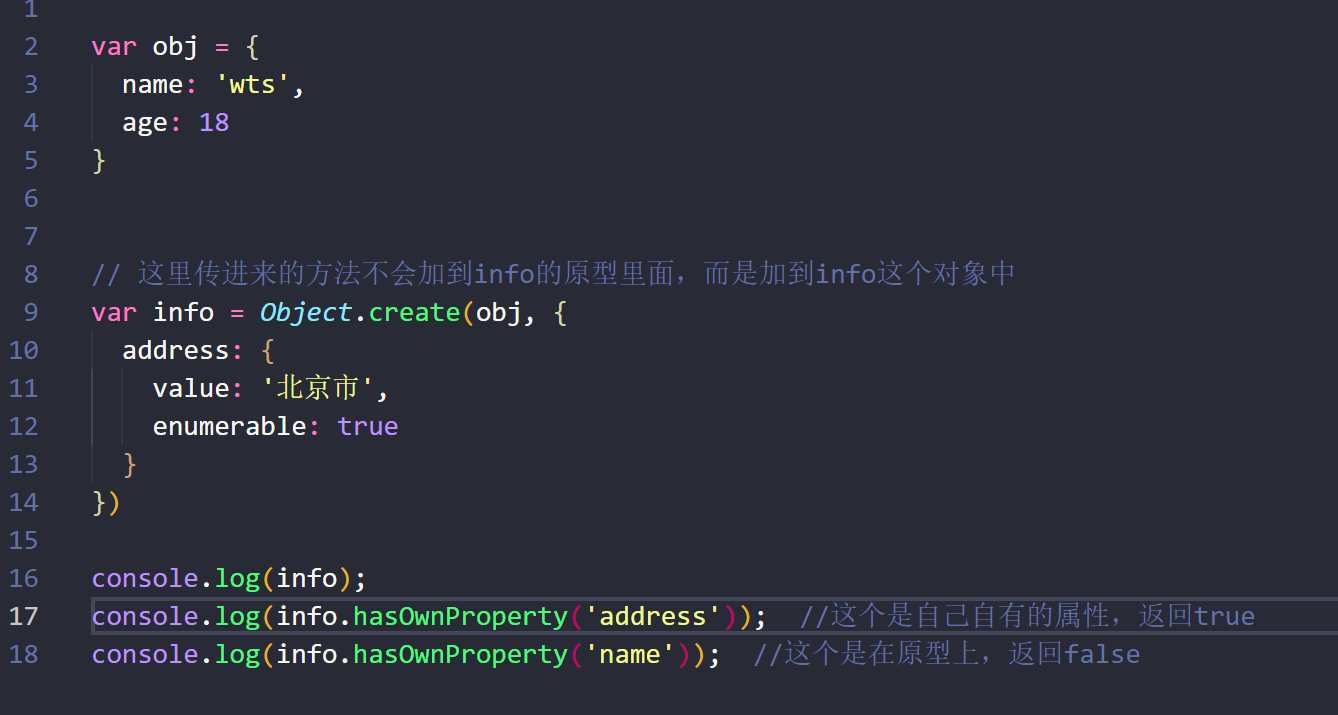 1
2 var obj = {
3   name: 'wts',
4   age: 18
5 }
6
7
8 // 这里传进来的方法不会加到info的原型里面，而是加到info这个对象中
9 var info = Object.create(obj, {
10   address: {
11     value: '北京市',
12     enumerable: true
13   }
14 })
15
16 console.log(info);
17 console.log(info.hasOwnProperty('address'));  //这个是自己自有的属性，返回true
18 console.log(info.hasOwnProperty('name'));  //这个是在原型上，返回false